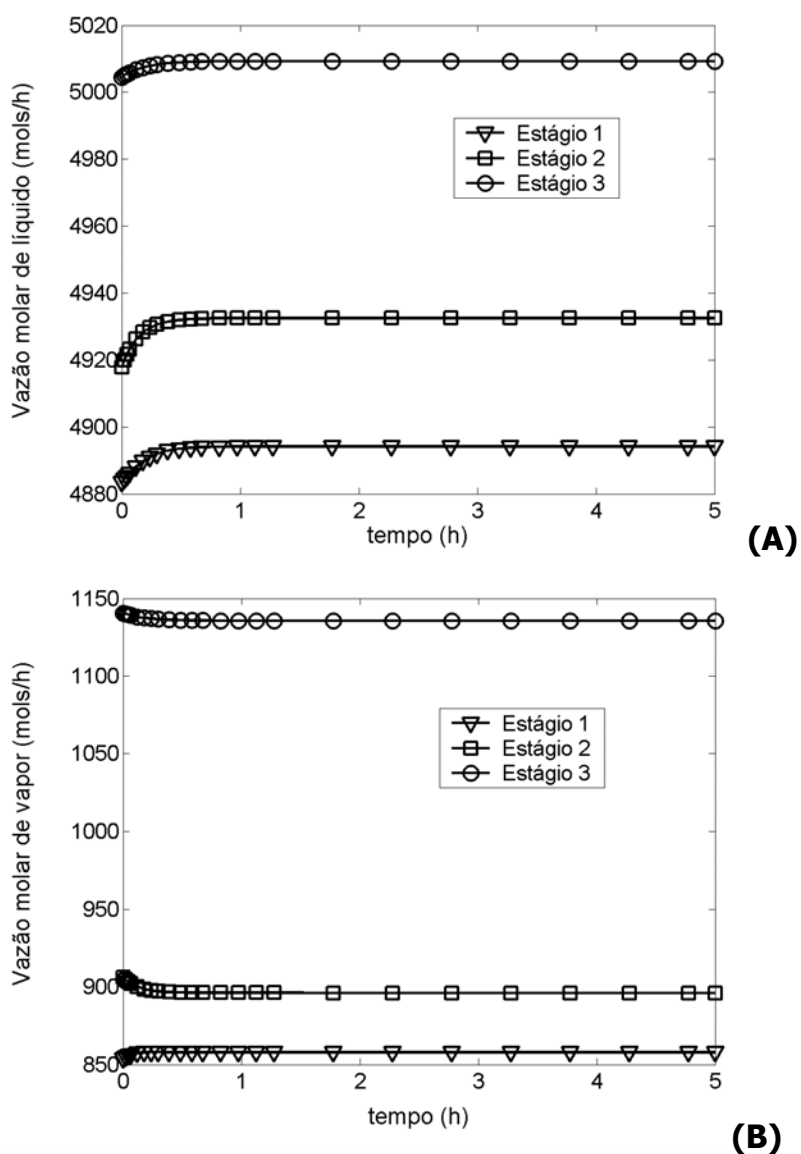 Vazão molar de líquido (mols/h)
5020
5000
4980
4960
4940
4920
4900
4880
Estágio 1
Estágio 2
Estágio 3
0 1 2 3 4 5
tempo (h)
(A)
Vazão molar de vapor (mols/h)
1150
1100
1050
1000
950
900
850
Estágio 1
Estágio 2
Estágio 3
0 1 2 3 4 5
tempo (h)
(B)